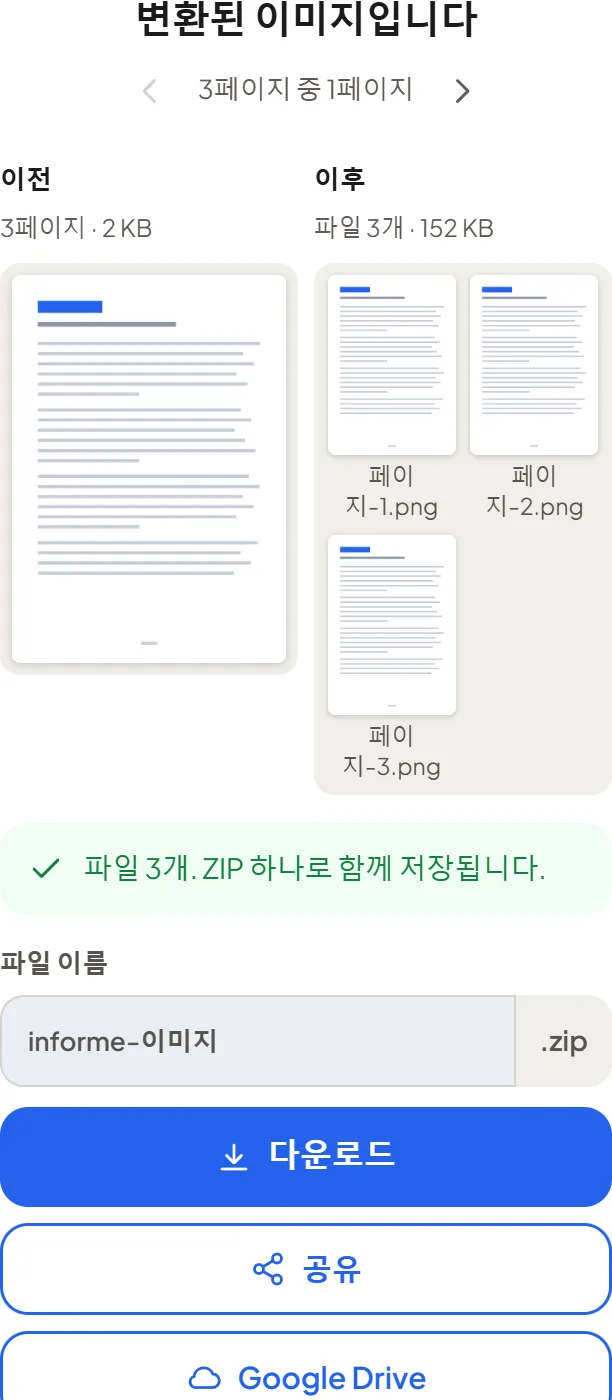 변환된 이미지입니다
3페이지 중 1페이지
이전
3페이지 · 2 KB
이후
파일 3개 · 152 KB
페이
지-1.png
페이
지-2.png
페이
지-3.png
파일 3개. ZIP 하나로 함께 저장됩니다.
파일 이름
informe-이미지
.zip
다운로드
공유
Google Drive